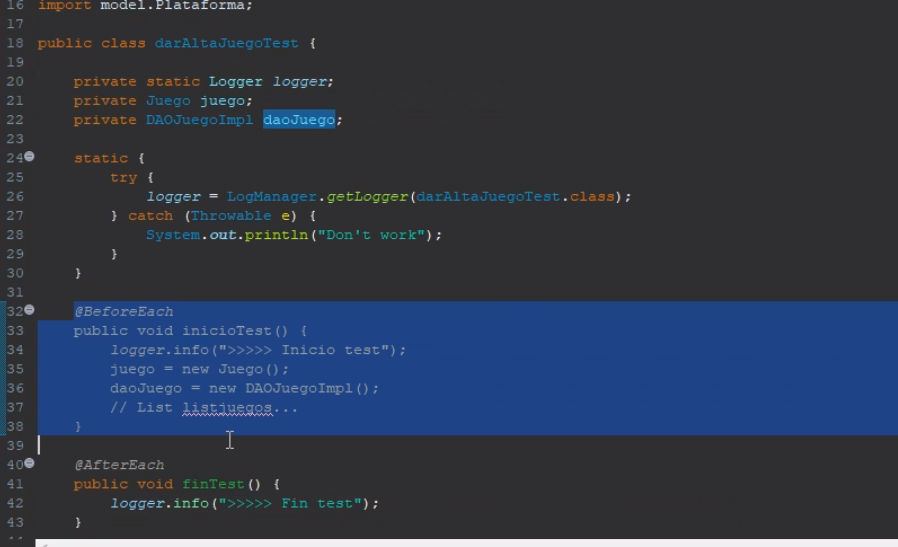 16 import model.Plataforma;
17
18 public class darAltaJuegoTest {
19
20 private static Logger logger;
21 private Juego juego;
22 private DAOJuegoImpl daoJuego;
23
24 static {
25 try {
26 logger = LogManager.getLogger(darAltaJuegoTest.class);
27 } catch (Throwable e) {
28 System.out.println("Don't work");
29 }
30 }
31
32 @BeforeEach
33 public void inicioTest() {
34 logger.info(">>>>> Inicio test");
35 juego = new Juego();
36 daoJuego = new DAOJuegoImpl();
37 // List listjuegos...
38 }
39
40 @AfterEach
41 public void finTest() {
42 logger.info(">>>>> Fin test");
43 }